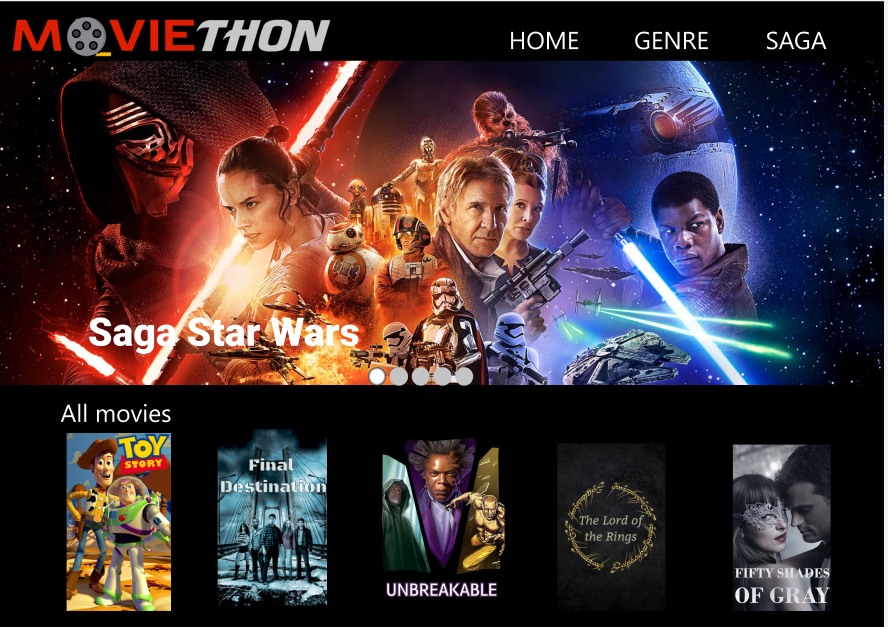 MOVIETHON
HOME GENRE SAGA
Saga Star Wars
All movies
TOY
STORY
Final
Destination
UNBREAKABLE
The Lord of
the Rings
FIFTY SHADES
OF GRAY